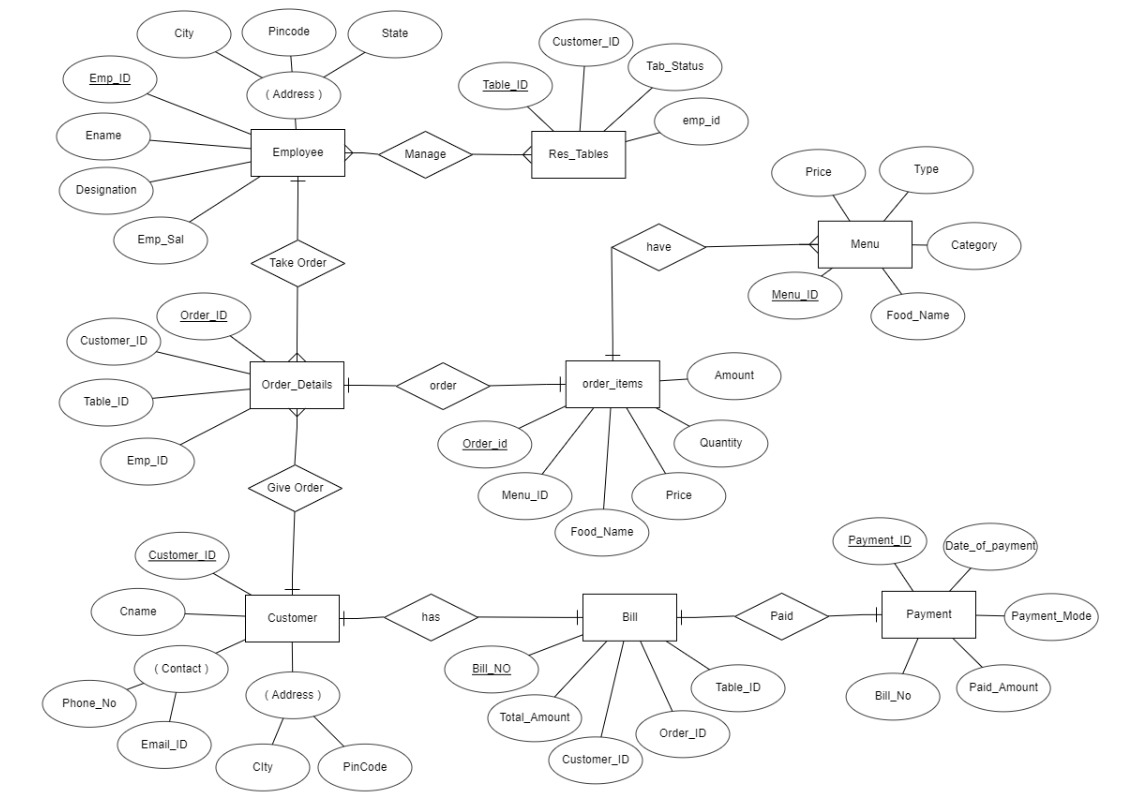 City
Pincode
State
Emp_ID
( Address )
Ename
Employee
Designation
Emp_Sal
Manage
Customer_ID
Table_ID
Tab_Status
emp_id
Res_Tables
Price
Type
Menu
Category
Menu_ID
Food_Name
have
Take Order
Order_ID
Customer_ID
Order_Details
Table_ID
Emp_ID
order
order_items
Amount
Order_id
Quantity
Menu_ID
Price
Food_Name
Give Order
Customer_ID
Cname
Customer
( Contact )
( Address )
Phone_No
Email_ID
CIty
PinCode
has
Bill
Bill_NO
Total_Amount
Customer_ID
Order_ID
Table_ID
Paid
Payment_ID
Date_of_payment
Payment
Payment_Mode
Bill_No
Paid_Amount